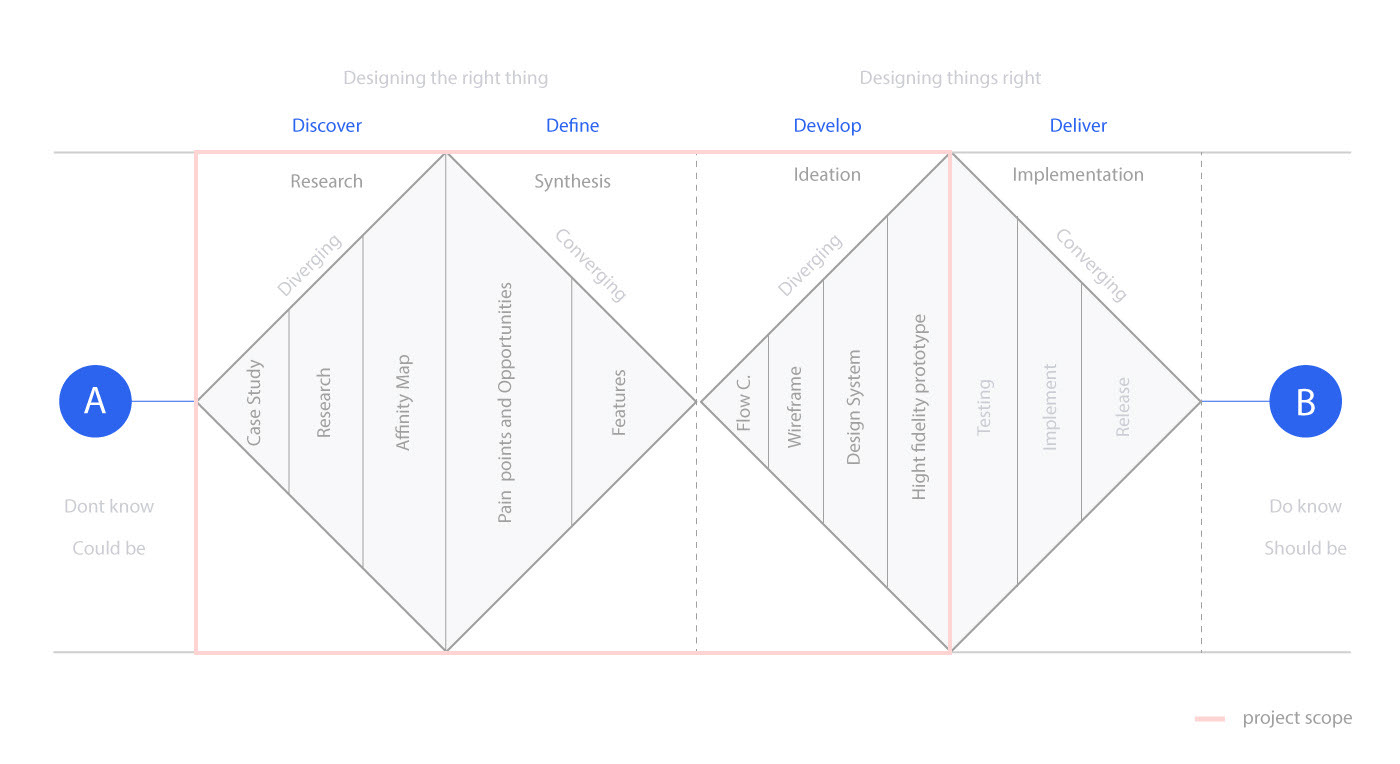 Designing the right thing
Designing things right
Discover
Define
Develop
Deliver
Research
Synthesis
Ideation
Implementation
Diverging
Converging
Diverging
Converging
A
Case Study
Research
Affinity Map
Pain points and Opportunities
Features
Flow C.
Wireframe
Design System
Hight fidelity prototype
Testing
Implement
Release
B
Dont know
Could be
Do know
Should be
project scope